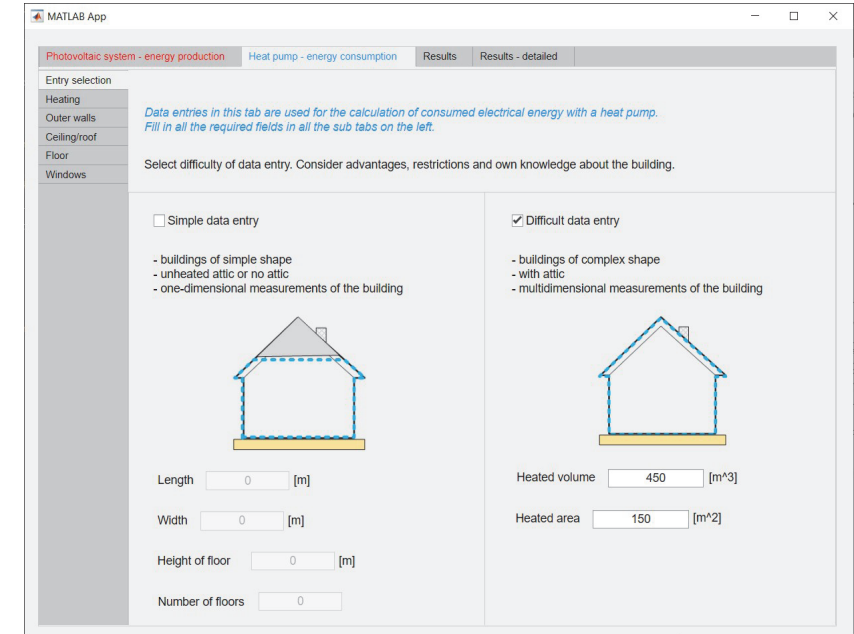 MATLAB App
Photovoltaic system - energy production
Heat pump - energy consumption
Results
Results - detailed
Entry selection
Heating
Outer walls
Ceiling/roof
Floor
Windows
Data entries in this tab are used for the calculation of consumed electrical energy with a heat pump.
Fill in all the required fields in all the sub tabs on the left.
Select difficulty of data entry. Consider advantages, restrictions and own knowledge about the building.
Simple data entry
- buildings of simple shape
- unheated attic or no attic
- one-dimensional measurements of the building
Length 0 [m]
Width 0 [m]
Height of floor 0 [m]
Number of floors 0
Difficult data entry
- buildings of complex shape
- with attic
- multidimensional measurements of the building
Heated volume 450 [m^3]
Heated area 150 [m^2]